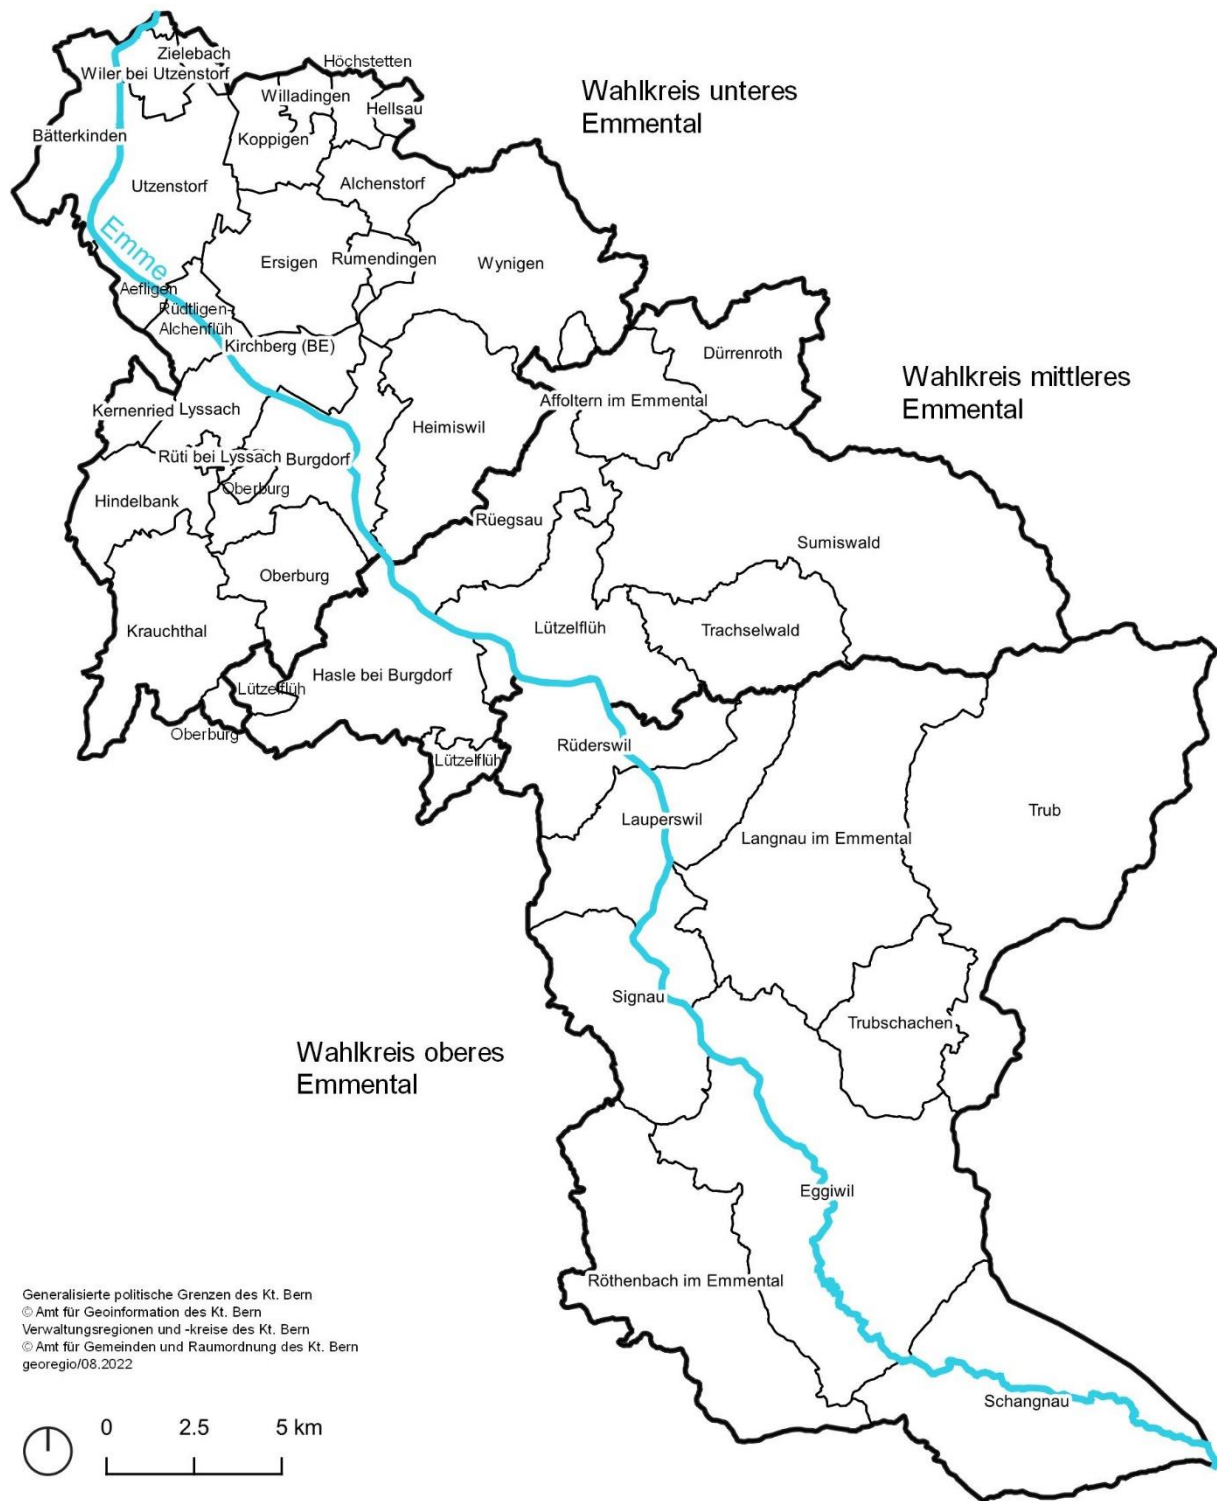 Zielebach
Wiler bei Utzenstorf
Höchstetten
Willadingen
Hellsau
Wahlkreis unteres
Emmental
Bätterkinden
Koppigen
Utzenstorf
Alchenstorf
Emme
Ersigen
Rumendingen
Wynigen
Aefligen
Rüdtligen-
Alchenflüh
Kirchberg (BE)
Dürrenroth
Wahlkreis mittleres
Emmental
Affoltern im Emmental
Kernenried
Lyssach
Heimiswil
Rüti bei Lyssach
Burgdorf
Oberburg
Hindelbank
Rüegsau
Sumiswald
Oberburg
Krauchthal
Lützelflüh
Trachselwald
Hasle bei Burgdorf
Lützelflüh
Oberburg
Rüderswil
Lützelflüh
Trub
Lauperswil
Langnau im Emmental
Signau
Trubschachen
Wahlkreis oberes
Emmental
Eggiwil
Röthenbach im Emmental
Schangnau
Generalisierte politische Grenzen des Kt. Bern
© Amt für Geoinformation des Kt. Bern
Verwaltungsregionen und -kreise des Kt. Bern
© Amt für Gemeinden und Raumordnung des Kt. Bern
georegio/08.2022
0 2.5 5 km